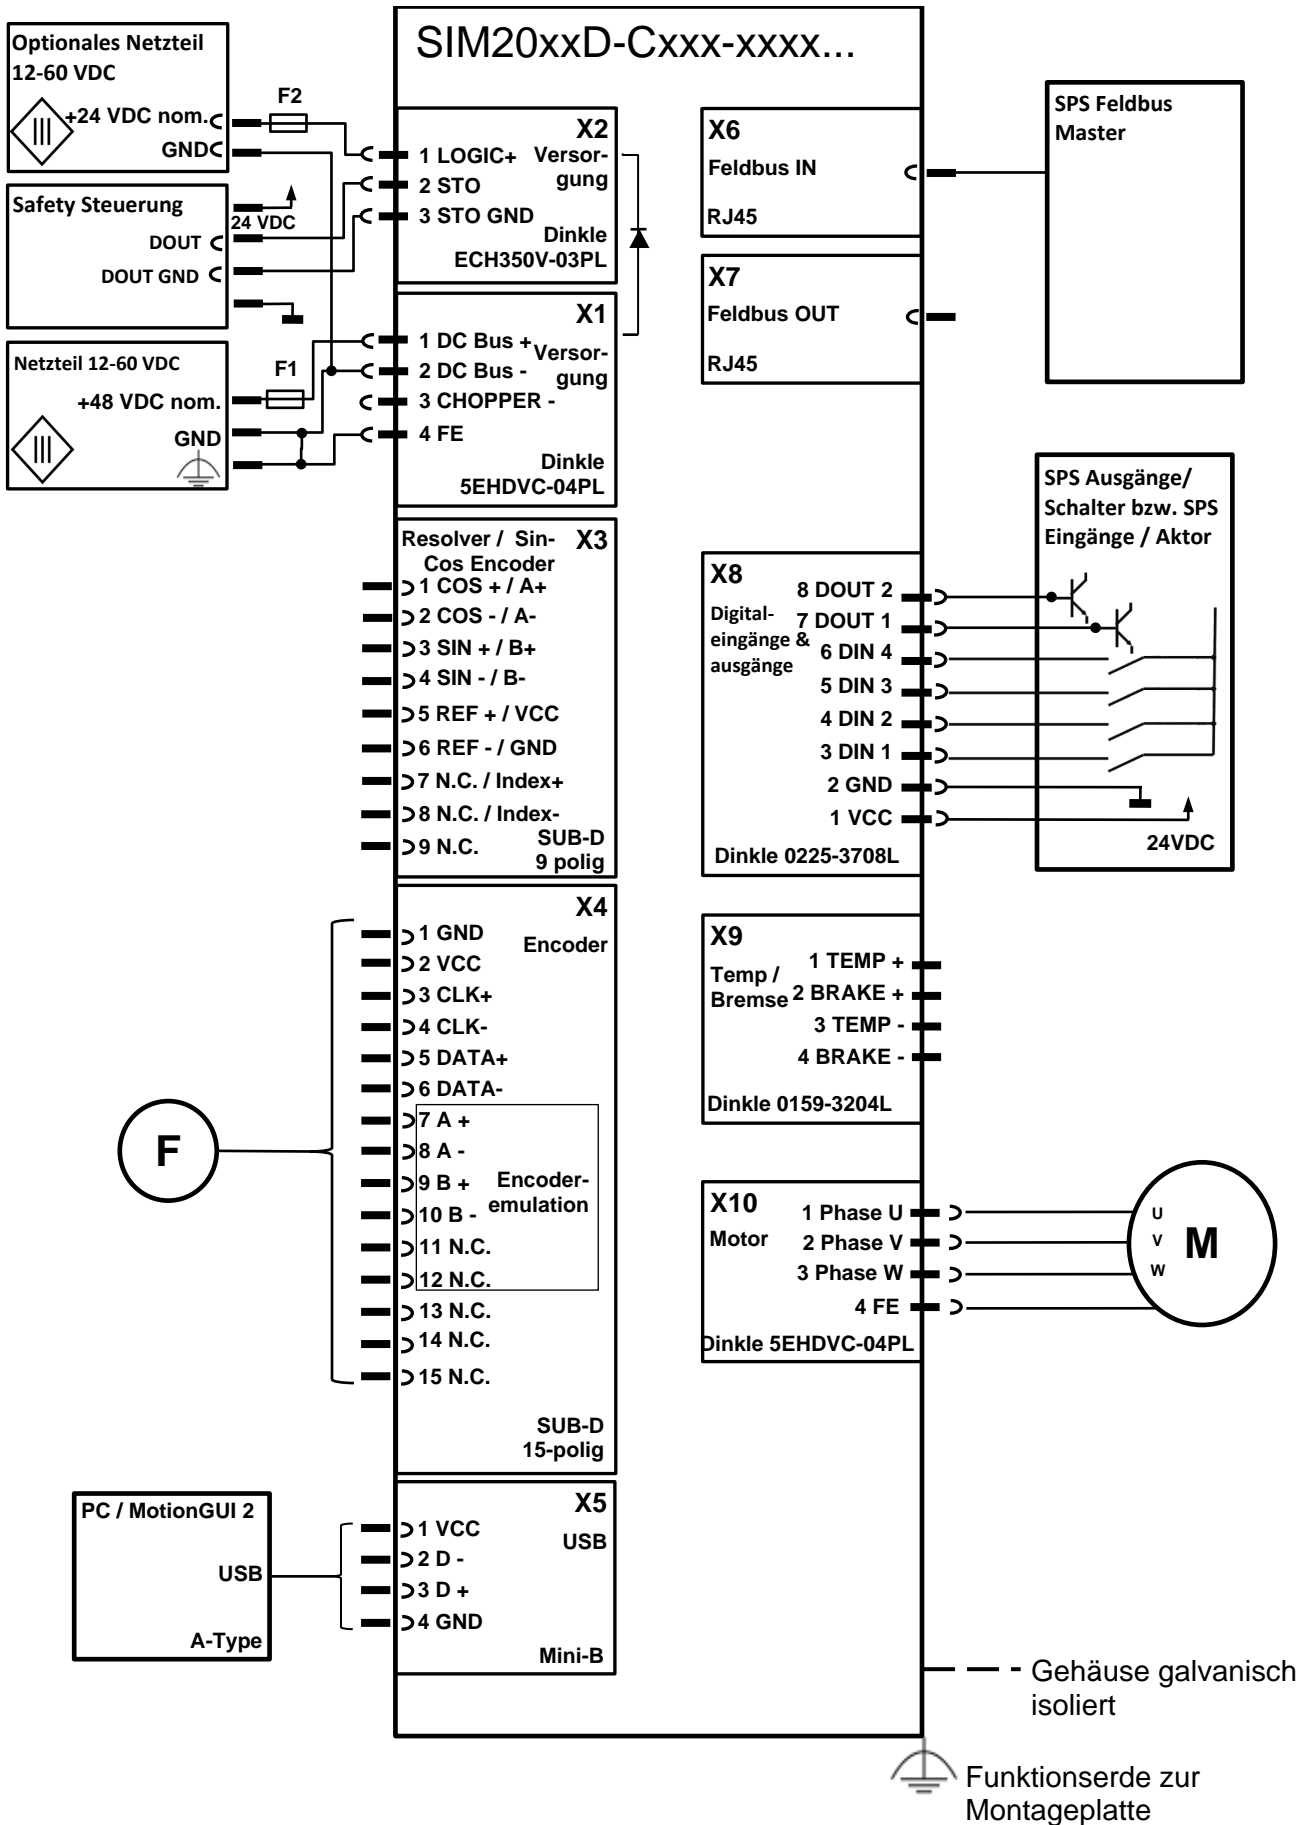 SIM20xxD-Cxxx-xxxx...
Optionales Netzteil
12-60 VDC
+24 VDC nom.
GND
F2
Safety Steuerung
24 VDC
DOUT
DOUT GND
Netzteil 12-60 VDC
F1
+48 VDC nom.
GND
X2
1 LOGIC+
Versor-
gung
2 STO
3 STO GND
Dinkle
ECH350V-03PL
X1
1 DC Bus +
Versor-
gung
2 DC Bus -
3 CHOPPER -
4 FE
Dinkle
5EHDVC-04PL
Resolver / Sin-
Cos Encoder
X3
1 COS + / A+
2 COS - / A-
3 SIN + / B+
4 SIN - / B-
5 REF + / VCC
6 REF - / GND
7 N.C. / Index+
8 N.C. / Index-
9 N.C.
SUB-D
9 polig
X4
Encoder
1 GND
2 VCC
3 CLK+
4 CLK-
5 DATA+
6 DATA-
7 A +
8 A -
9 B +
10 B -
11 N.C.
12 N.C.
Encoder-
emulation
13 N.C.
14 N.C.
15 N.C.
SUB-D
15-polig
F
PC / MotionGUI 2
USB
A-Type
X5
USB
1 VCC
2 D -
3 D +
4 GND
Mini-B
X6
Feldbus IN
RJ45
X7
Feldbus OUT
RJ45
SPS Feldbus
Master
X8
Digital-
eingänge &
ausgänge
8 DOUT 2
7 DOUT 1
6 DIN 4
5 DIN 3
4 DIN 2
3 DIN 1
2 GND
1 VCC
Dinkle 0225-3708L
SPS Ausgänge/
Schalter bzw. SPS
Eingänge / Aktor
24VDC
X9
Temp /
Bremse
1 TEMP +
2 BRAKE +
3 TEMP -
4 BRAKE -
Dinkle 0159-3204L
X10
Motor
1 Phase U
2 Phase V
3 Phase W
4 FE
Dinkle 5EHDVC-04PL
U
V
W
M
Gehäuse galvanisch
isoliert
Funktionserde zur
Montageplatte